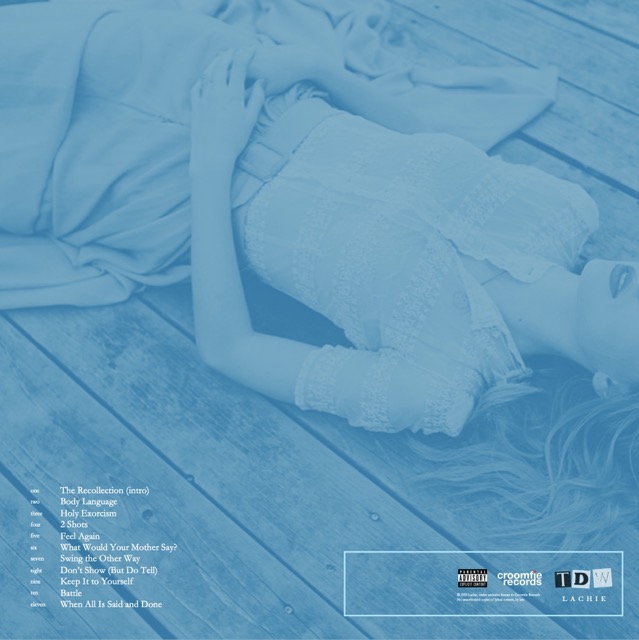 one The Recollection (intro)
two Body Language
three Holy Exorcism
four 2 Shots
five Feel Again
six What Would Your Mother Say?
seven Swing the Other Way
eight Don't Show (But Do Tell)
nine Keep It to Yourself
ten Battle
eleven When All Is Said and Done
PARENTAL
ADVISORY
EXPLICIT CONTENT
croomfie
records
TDW
LACHIE